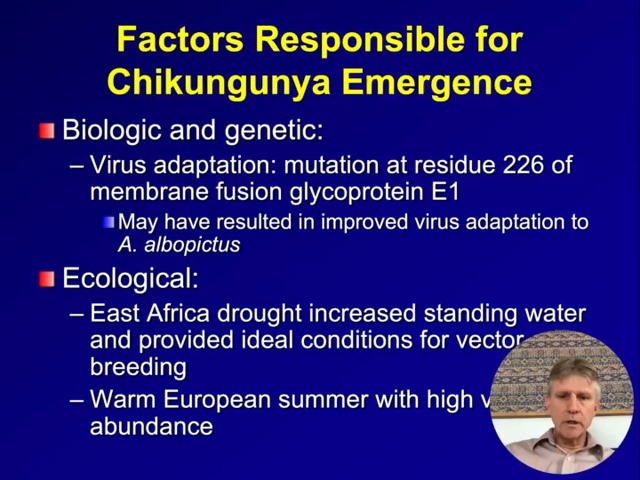 Factors Responsible for
Chikungunya Emergence
Biologic and genetic:
– Virus adaptation: mutation at residue 226 of
membrane fusion glycoprotein E1
May have resulted in improved virus adaptation to
A. albopictus
Ecological:
– East Africa drought increased standing water
and provided ideal conditions for vector
breeding
– Warm European summer with high
abundance